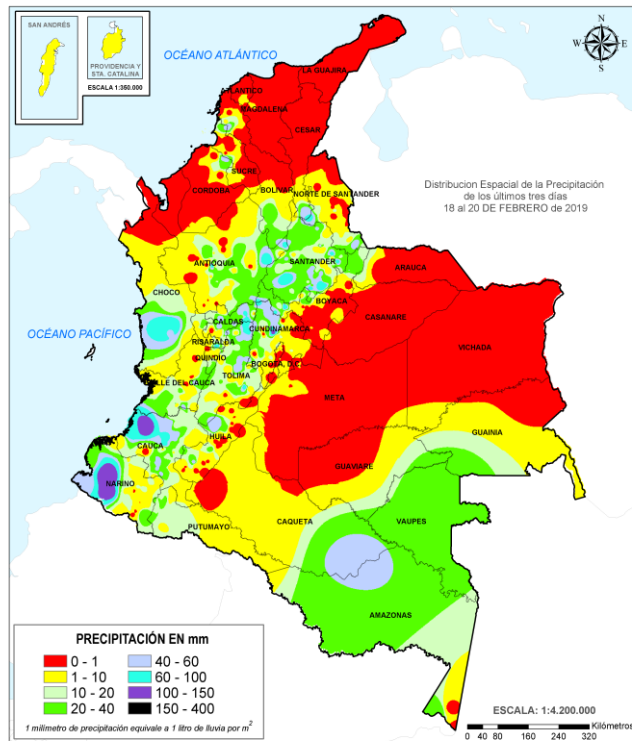 SAN ANDRÉS
PROVIDENCIA Y
STA. CATALINA
ESCALA 1:350.000
OCÉANO ATLÁNTICO
N
W E
S
LA GUAJIRA
ATLANTICO
MAGDALENA
CESAR
SUCRE
CORDOBA
BOLIVAR
NORTE DE SANTANDER
Distribucion Espacial de la Precipitación
de los últimos tres días
18 al 20 DE FEBRERO de 2019
ANTIOQUIA
SANTANDER
ARAUCA
CHOCO
BOYACA
CASANARE
OCÉANO PACÍFICO
CALDAS
CUNDINAMARCA
RISARALDA
VICHADA
QUINDIO
BOGOTA, D.C.
TOLIMA
VALLE DEL CAUCA
META
CAUCA
HUILA
GUAINIA
GUAVIARE
NARIÑO
VAUPES
PUTUMAYO
CAQUETA
AMAZONAS
PRECIPITACIÓN EN mm
0 - 1 40 - 60
1 - 10 60 - 100
10 - 20 100 - 150
20 - 40 150 - 400
1 milimetro de precipitación equivale a 1 litro de lluvia por m²
ESCALA: 1:4.200.000
Kilómetros
0 40 80 160 240 320